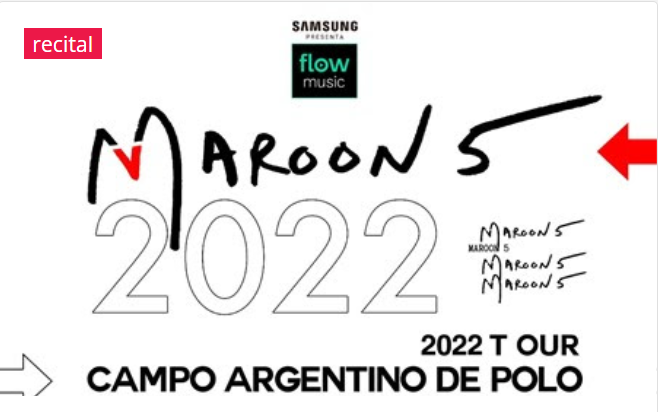 SAMSUNG
PRESENTA
recital
flow
music
MAROON 5
2022
MAROON 5
MAROON 5
MAROON 5
MAROON 5
2022 T OUR
CAMPO ARGENTINO DE POLO